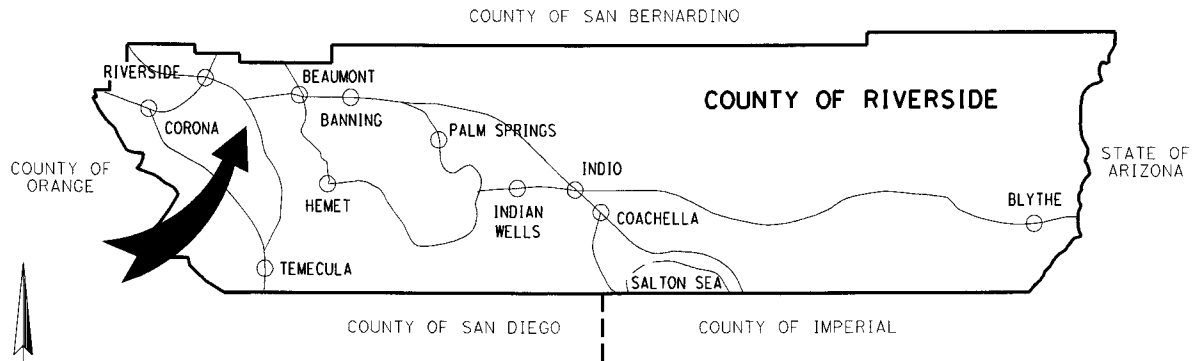 COUNTY OF SAN BERNARDINO
RIVERSIDE
BEAUMONT
COUNTY OF RIVERSIDE
CORONA
BANNING
PALM SPRINGS
COUNTY OF
ORANGE
STATE OF
ARIZONA
INDIO
HEMET
INDIAN
WELLS
COACHELLA
BLYTHE
TEMECULA
SALTON SEA
COUNTY OF SAN DIEGO
COUNTY OF IMPERIAL